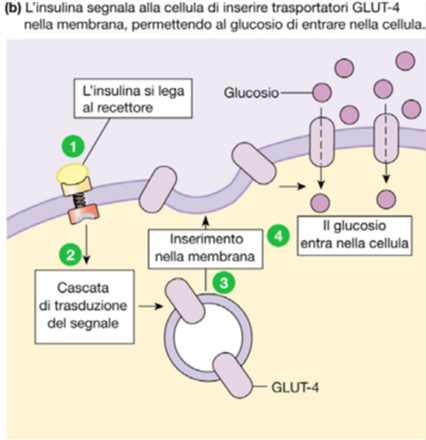 (b) L'insulina segnala alla cellula di inserire trasportatori GLUT-4
nella membrana, permettendo al glucosio di entrare nella cellula.
L'insulina si lega
al recettore
Glucosio
1
2
Cascata
di trasduzione
del segnale
Inserimento
nella membrana
3
4
Il glucosio
entra nella cellula
GLUT-4